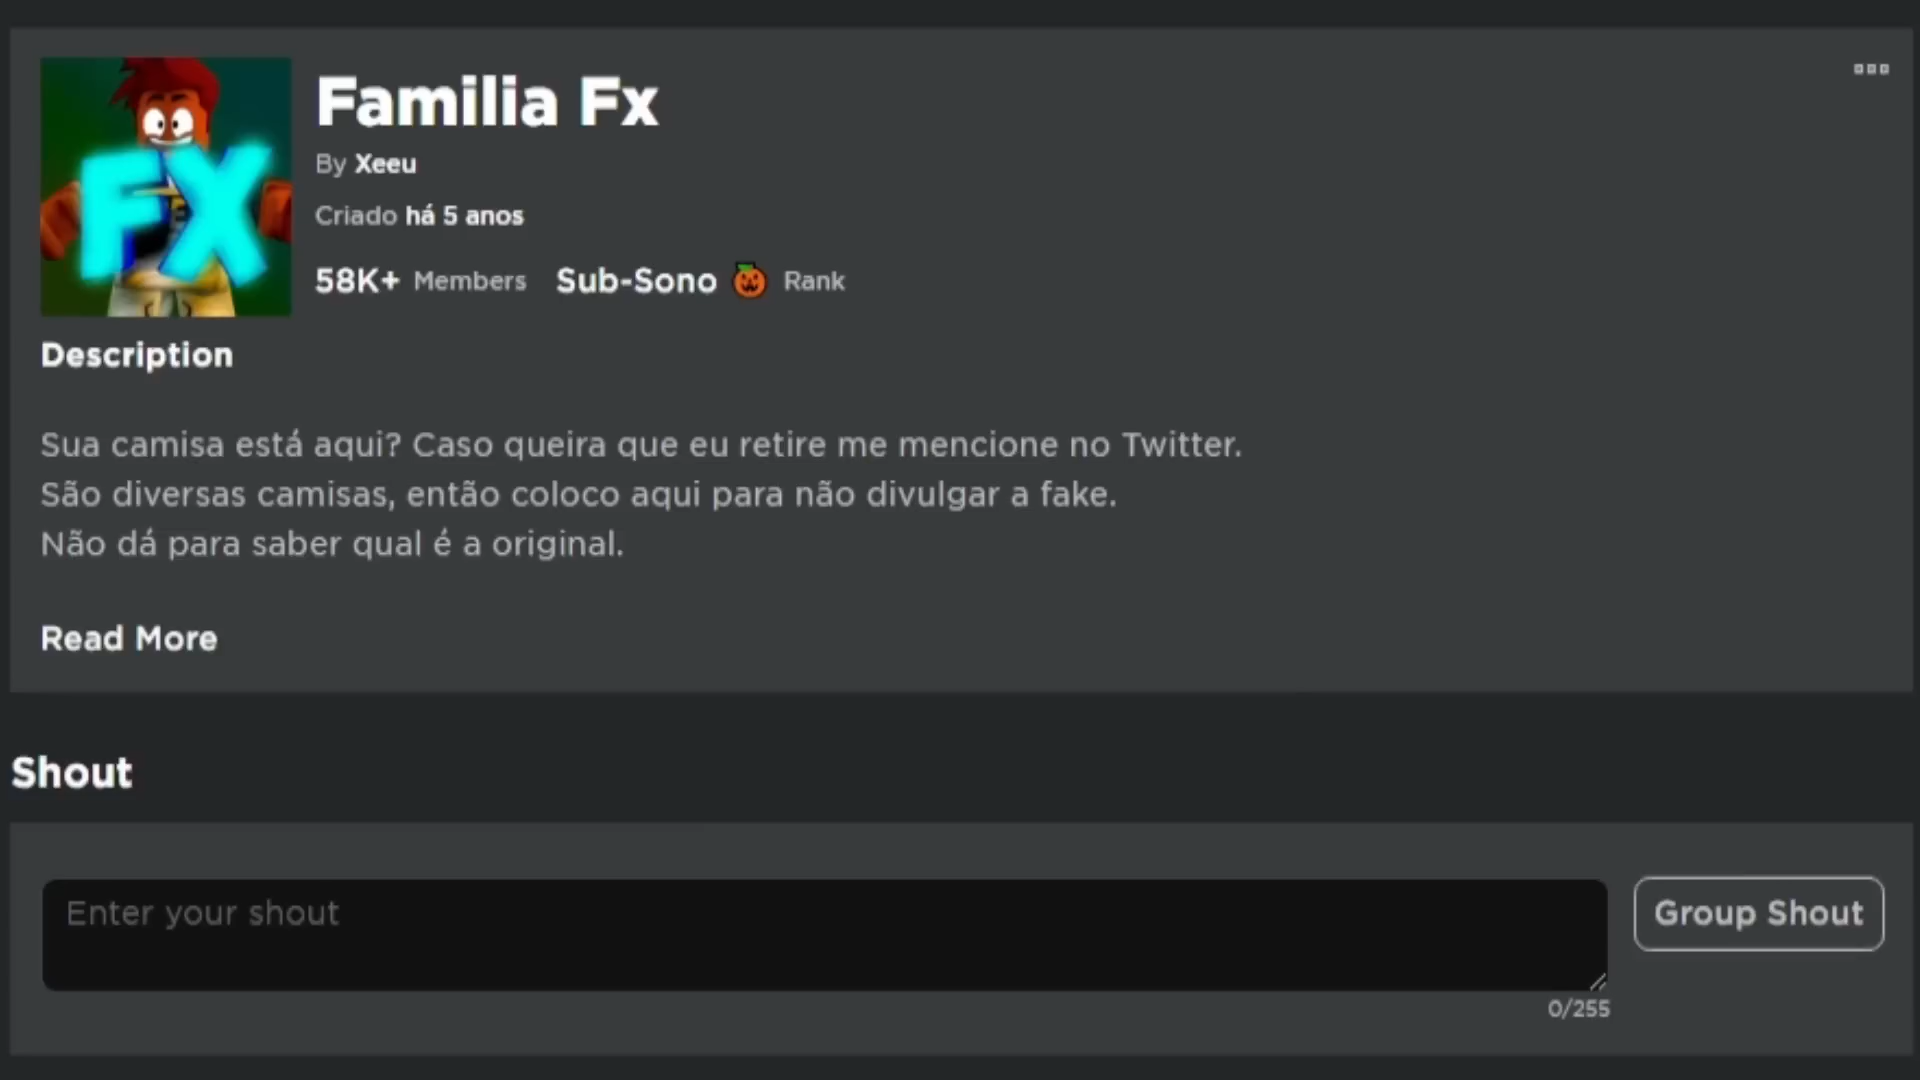 FX
Familia Fx
By Xeeu
Criado há 5 anos
58K+ Members Sub-Sono 🎃 Rank
Description
Sua camisa está aqui? Caso queira que eu retire me mencione no Twitter.
São diversas camisas, então coloco aqui para não divulgar a fake.
Não dá para saber qual é a original.
Read More
Shout
Enter your shout
Group Shout
0/255